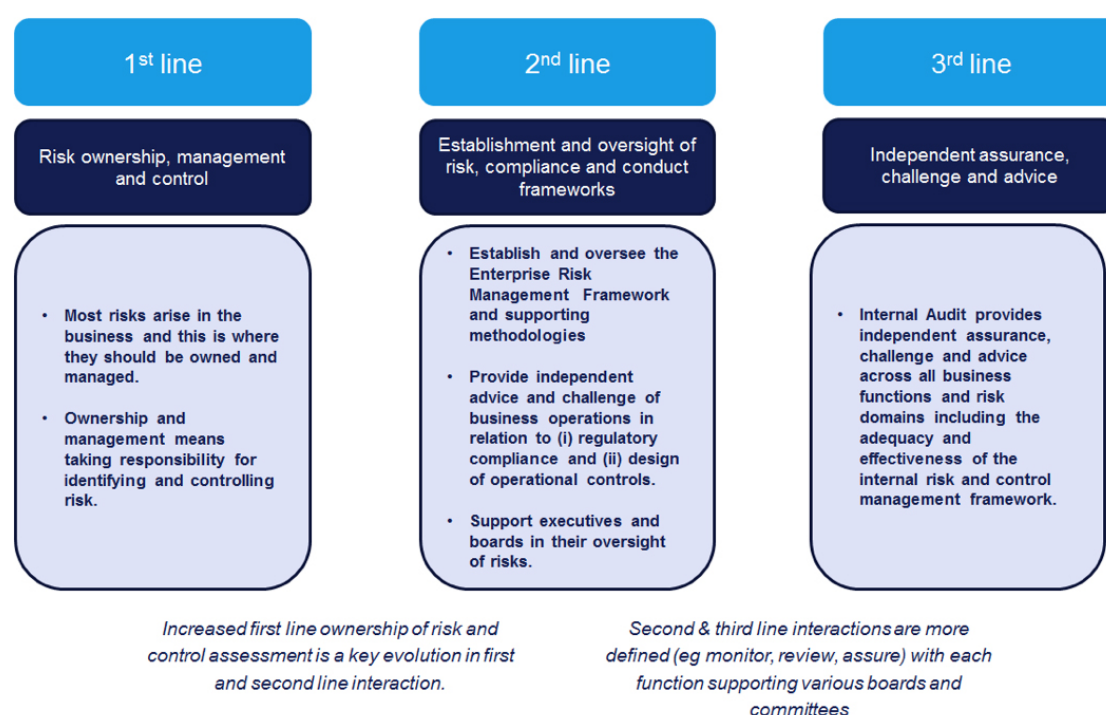 1st line
Risk ownership, management
and control
• Most risks arise in the
business and this is where
they should be owned and
managed.
• Ownership and
management means
taking responsibility for
identifying and controlling
risk.
2nd line
Establishment and oversight of
risk, compliance and conduct
frameworks
• Establish and oversee the
Enterprise Risk
Management Framework
and supporting
methodologies
• Provide independent
advice and challenge of
business operations in
relation to (i) regulatory
compliance and (ii) design
of operational controls.
• Support executives and
boards in their oversight
of risks.
3rd line
Independent assurance,
challenge and advice
• Internal Audit provides
independent assurance,
challenge and advice
across all business
functions and risk
domains including the
adequacy and
effectiveness of the
internal risk and control
management framework.
Increased first line ownership of risk and
control assessment is a key evolution in first
and second line interaction.
Second & third line interactions are more
defined (eg monitor, review, assure) with each
function supporting various boards and
committees